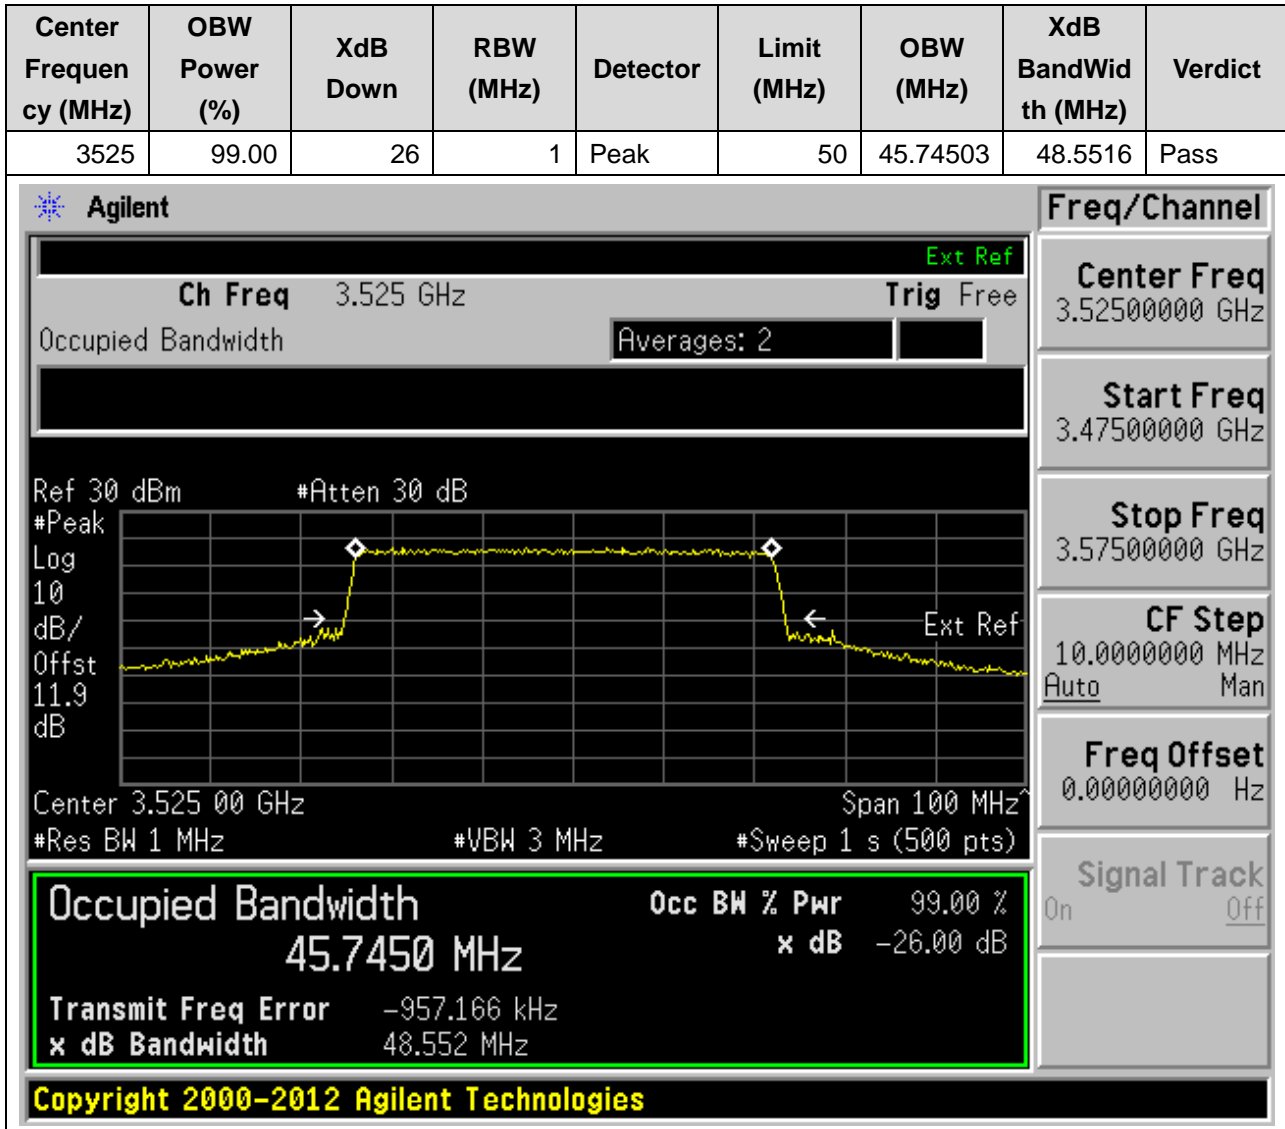 Center Frequen cy (MHz) OBW Power (%) XdB Down RBW (MHz) Detector Limit (MHz) OBW (MHz) XdB BandWid th (MHz) Verdict
3525 99.00 26 1 Peak 50 45.74503 48.5516 Pass
Agilent
Freq/Channel
Ext Ref
Ch Freq 3.525 GHz Trig Free
Occupied Bandwidth Averages: 2
Center Freq
3.52500000 GHz
Start Freq
3.47500000 GHz
Stop Freq
3.57500000 GHz
CF Step
10.0000000 MHz
Auto Man
Freq Offset
0.00000000 Hz
Signal Track
On Off
Ref 30 dBm #Atten 30 dB
#Peak
Log
10
dB/
Offst
11.9
dB
Ext Ref
Center 3.525 00 GHz Span 100 MHz^
#Res BW 1 MHz #VBW 3 MHz #Sweep 1 s (500 pts)
Occupied Bandwidth Occ BW % Pwr 99.00 %
45.7450 MHz x dB -26.00 dB
Transmit Freq Error -957.166 kHz
x dB Bandwidth 48.552 MHz
Copyright 2000-2012 Agilent Technologies